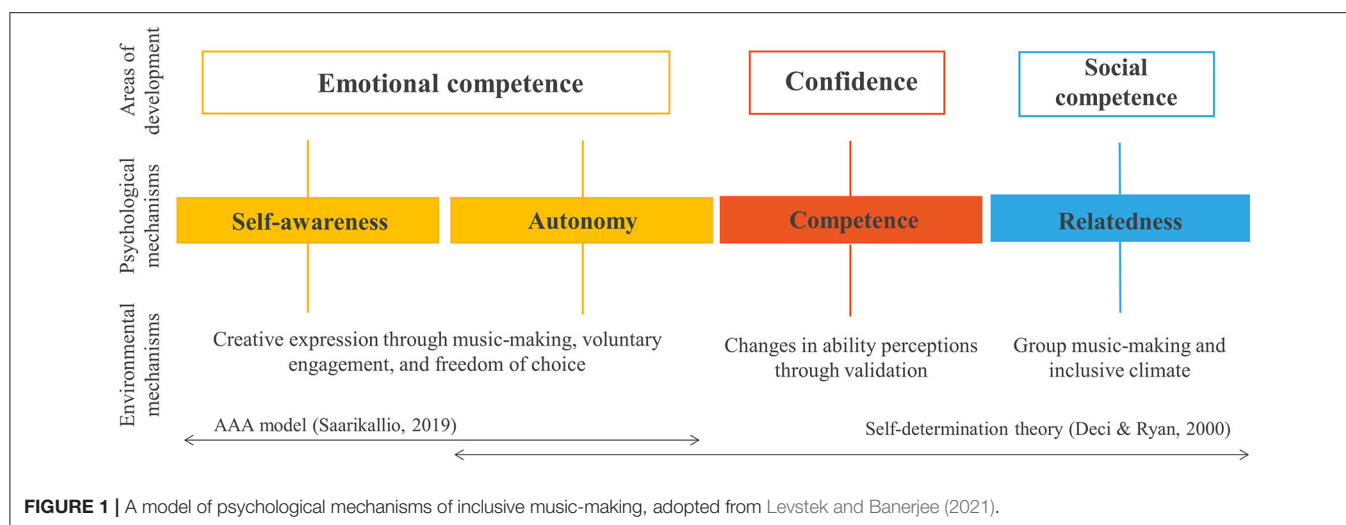 Areas of
development
Emotional competence
Confidence
Social
competence
Psychological
mechanisms
Self-awareness
Autonomy
Competence
Relatedness
Environmental
mechanisms
Creative expression through music-making, voluntary
engagement, and freedom of choice
Changes in ability perceptions
through validation
Group music-making and
inclusive climate
AAA model (Saarikallio, 2019)
Self-determination theory (Deci & Ryan, 2000)
FIGURE 1 | A model of psychological mechanisms of inclusive music-making, adopted from Levstek and Banerjee (2021).